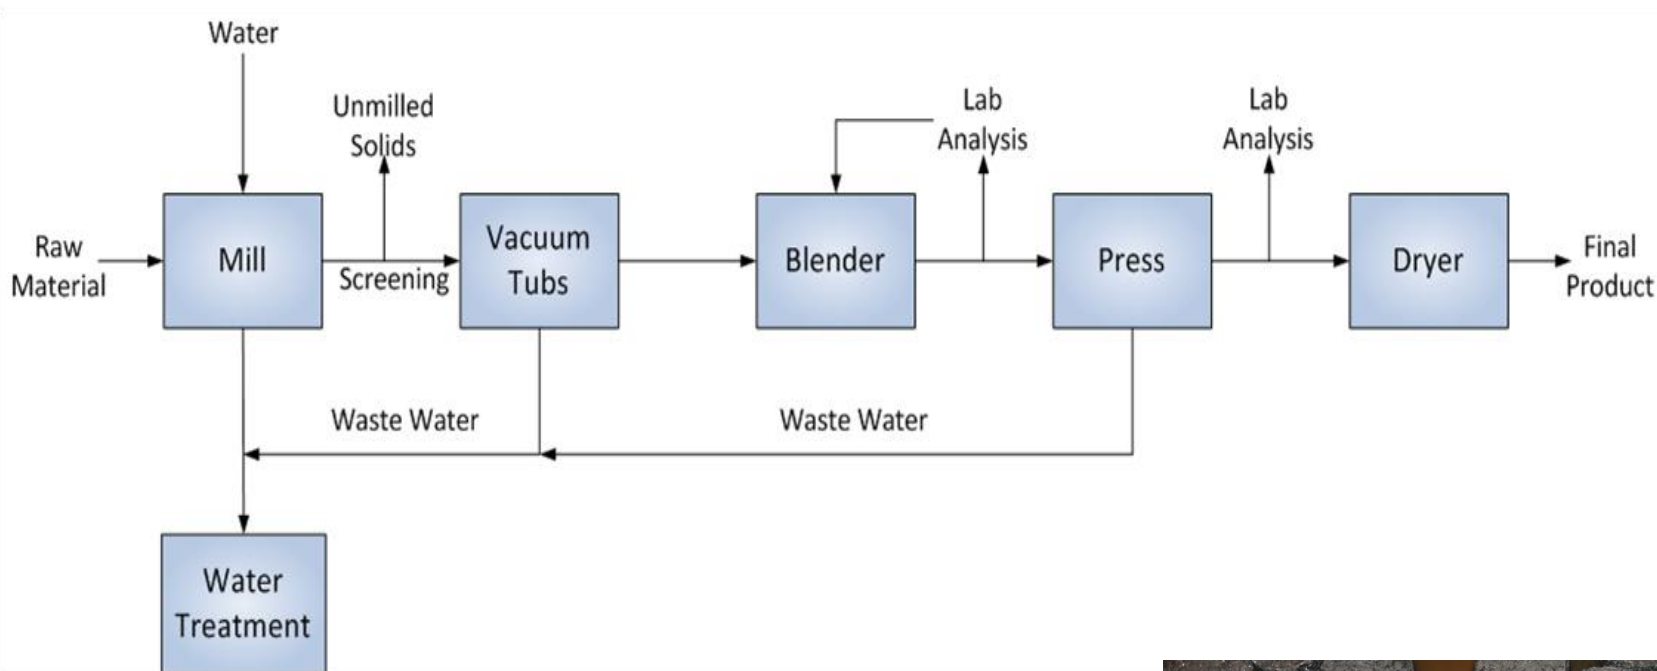 Water
Unmilled
Solids
Lab
Analysis
Lab
Analysis
Raw
Material
Mill
Screening
Vacuum
Tubs
Blender
Press
Dryer
Final
Product
Waste Water
Waste Water
Water
Treatment